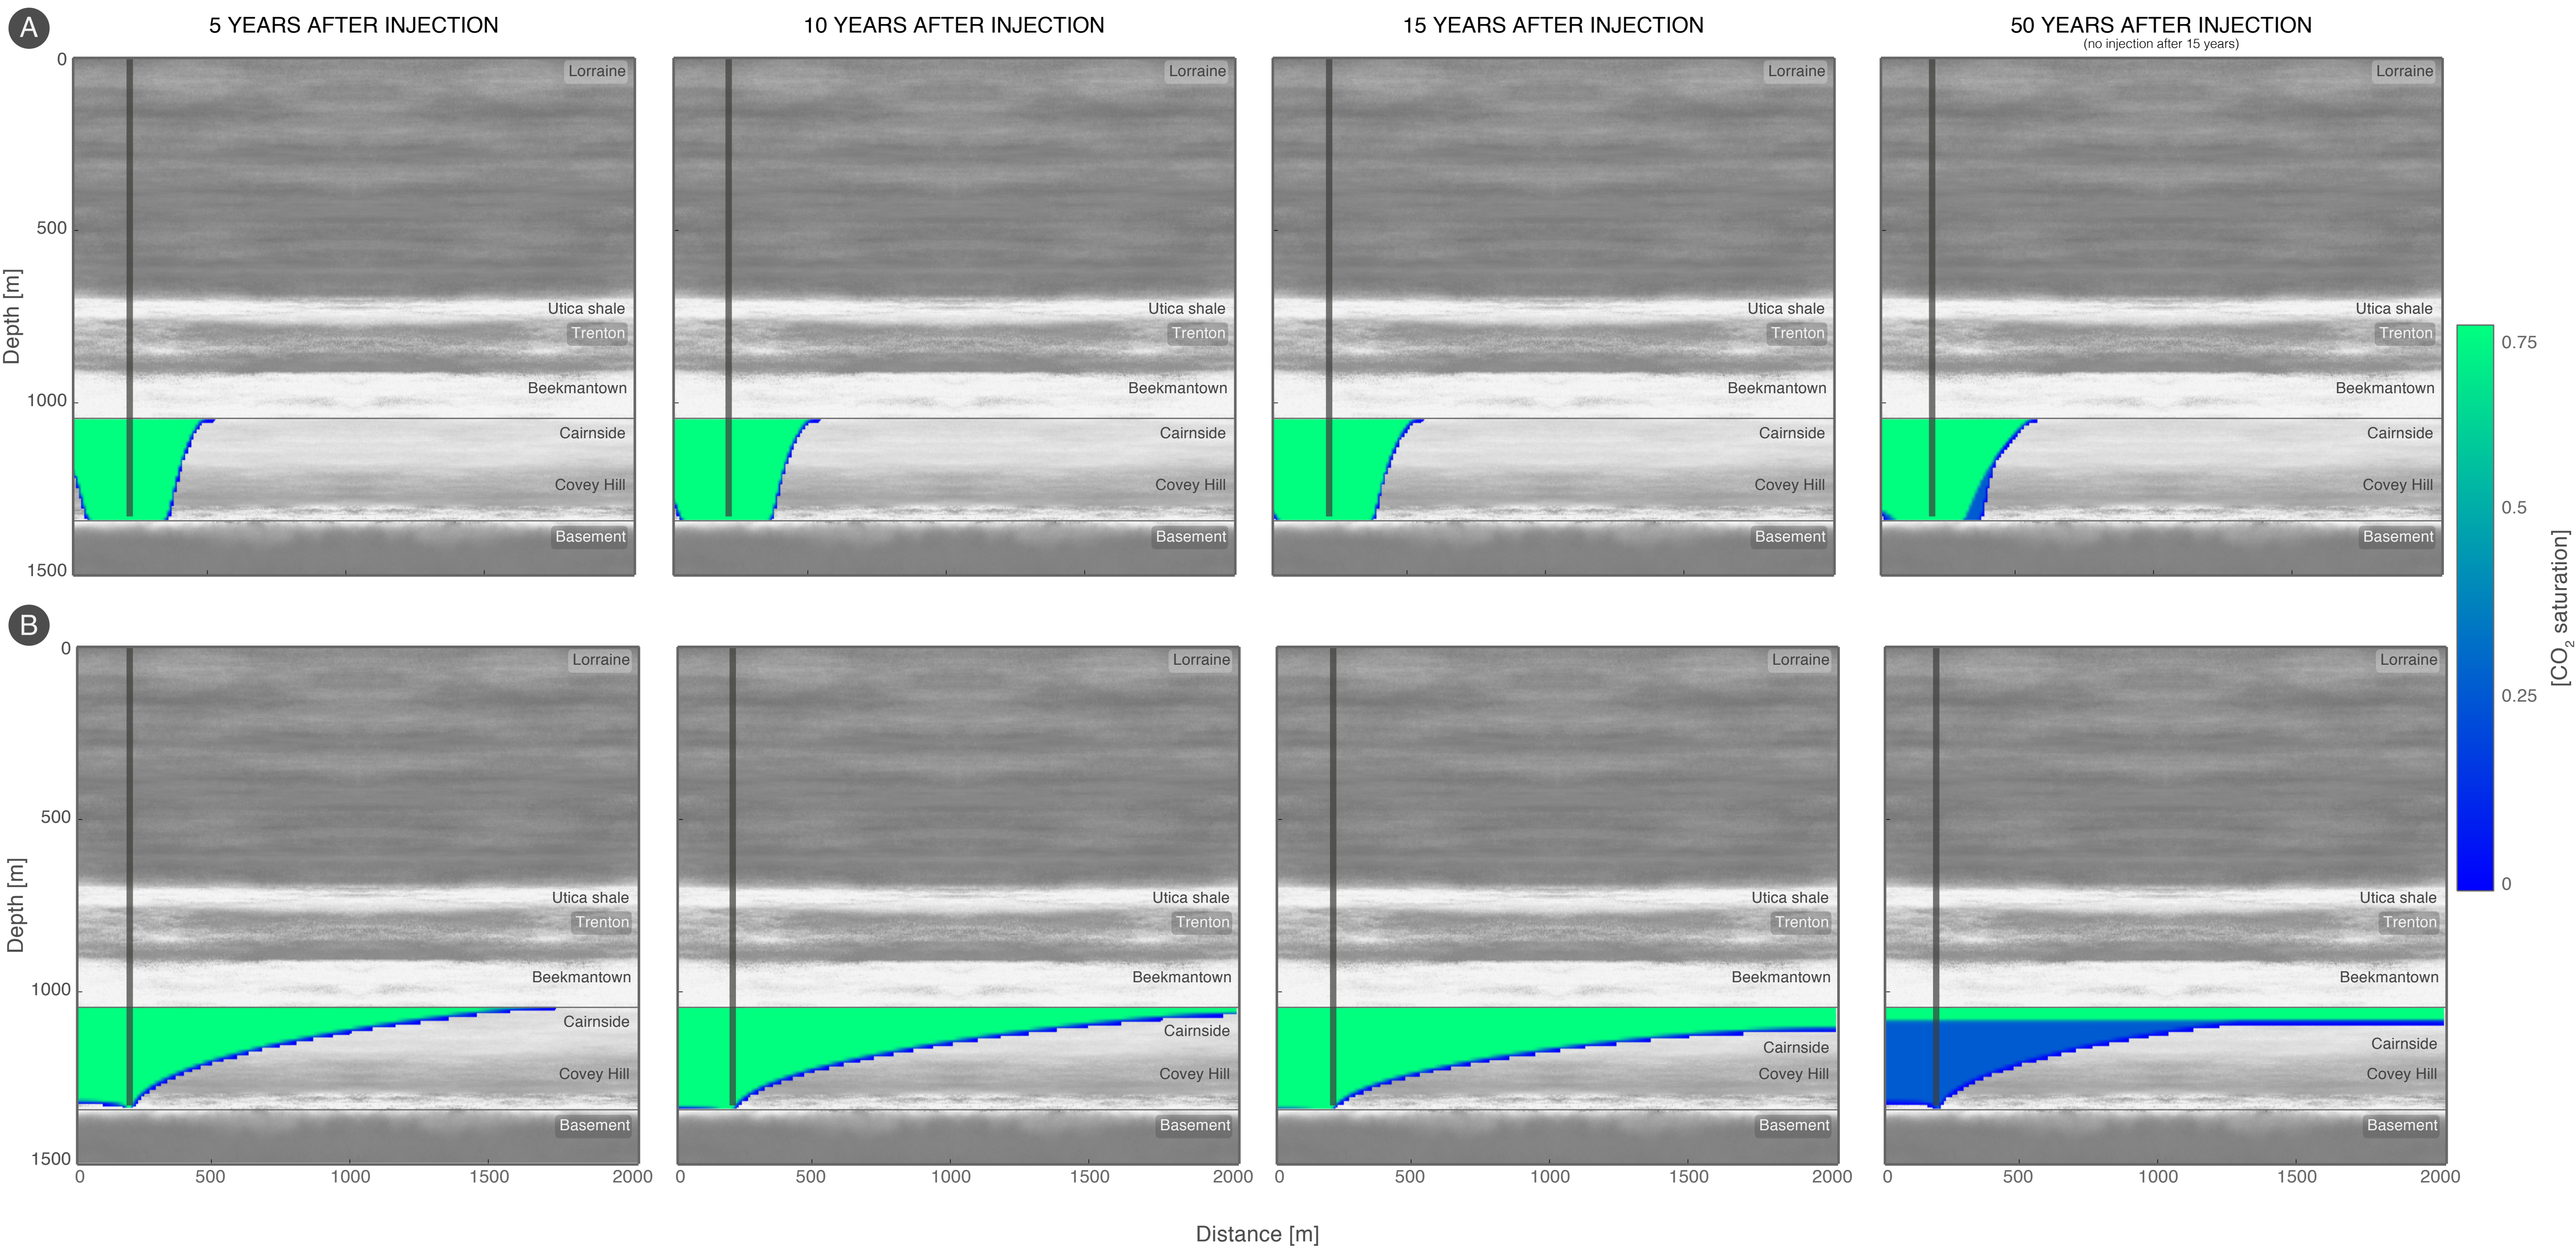 A
5 YEARS AFTER INJECTION
10 YEARS AFTER INJECTION
15 YEARS AFTER INJECTION
50 YEARS AFTER INJECTION
(no injection after 15 years)
0
500
1000
1500
Depth [m]
Lorraine
Utica shale
Trenton
Beekmantown
Cairnside
Covey Hill
Basement
Lorraine
Utica shale
Trenton
Beekmantown
Cairnside
Covey Hill
Basement
Lorraine
Utica shale
Trenton
Beekmantown
Cairnside
Covey Hill
Basement
Lorraine
Utica shale
Trenton
Beekmantown
Cairnside
Covey Hill
Basement
0.75
0.5
0.25
0
[CO2 saturation]
B
0
500
1000
1500
Depth [m]
Lorraine
Utica shale
Trenton
Beekmantown
Cairnside
Covey Hill
Basement
0 500 1000 1500 2000
Lorraine
Utica shale
Trenton
Beekmantown
Cairnside
Covey Hill
Basement
0 500 1000 1500 2000
Lorraine
Utica shale
Trenton
Beekmantown
Cairnside
Covey Hill
Basement
0 500 1000 1500 2000
Lorraine
Utica shale
Trenton
Beekmantown
Cairnside
Covey Hill
Basement
0 500 1000 1500 2000
Distance [m]